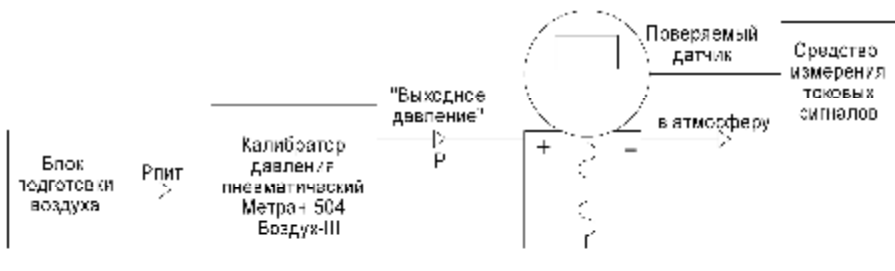 Блок
подготовки
воздуха
Рпит
Калибратор
давления
пневматический
Метран 504
Воздух-III
"Выходное
давление"
Р
+
–
Поверяемый
датчик
в атмосферу
Средство
измерения
токовых
сигналов